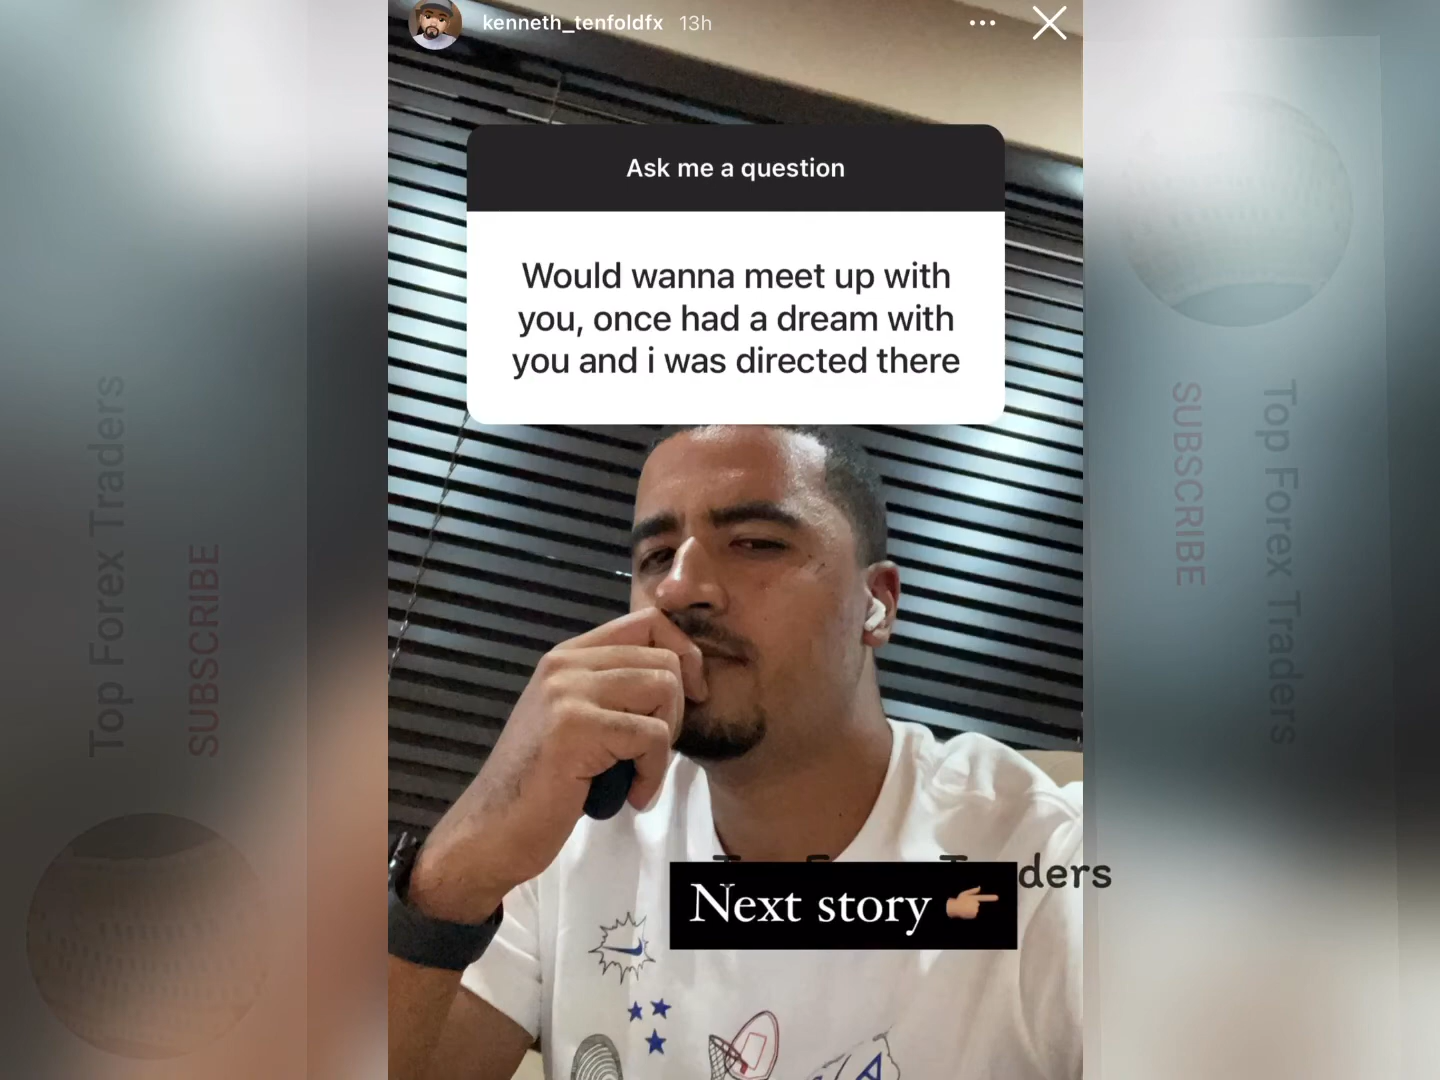 kenneth_tenfoldfx 13h
Ask me a question
Would wanna meet up with
you, once had a dream with
you and i was directed there
Top Forex Traders
SUBSCRIBE
Top Forex Traders
SUBSCRIBE
ders
Next story